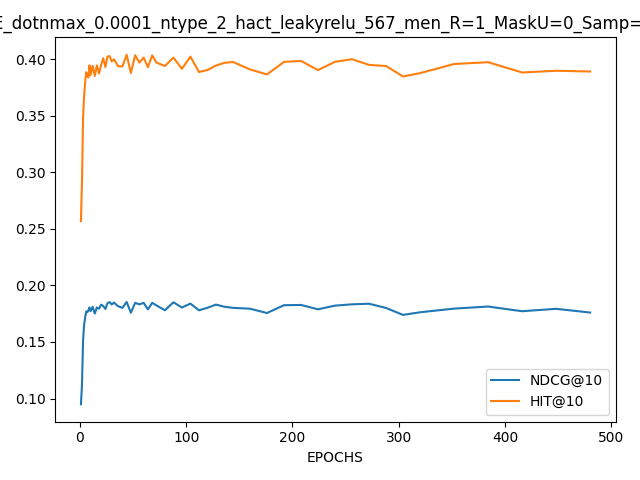 E_dotnmax_0.0001_ntype_2_hact_leakyrelu_567_men_R=1_MaskU=0_Samp=
0.40
0.35
0.30
0.25
0.20
0.15
0.10
NDCG@10
HIT@10
0 100 200 300 400 500
EPOCHS